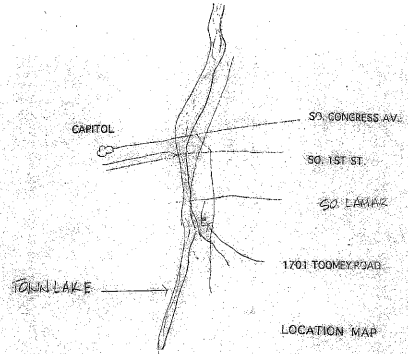 SO. CONGRESS AV.
CAPITOL
SO. 1ST ST.
SO. LAMAR
1701 TOOMEY ROAD
TOWN LAKE
LOCATION MAP